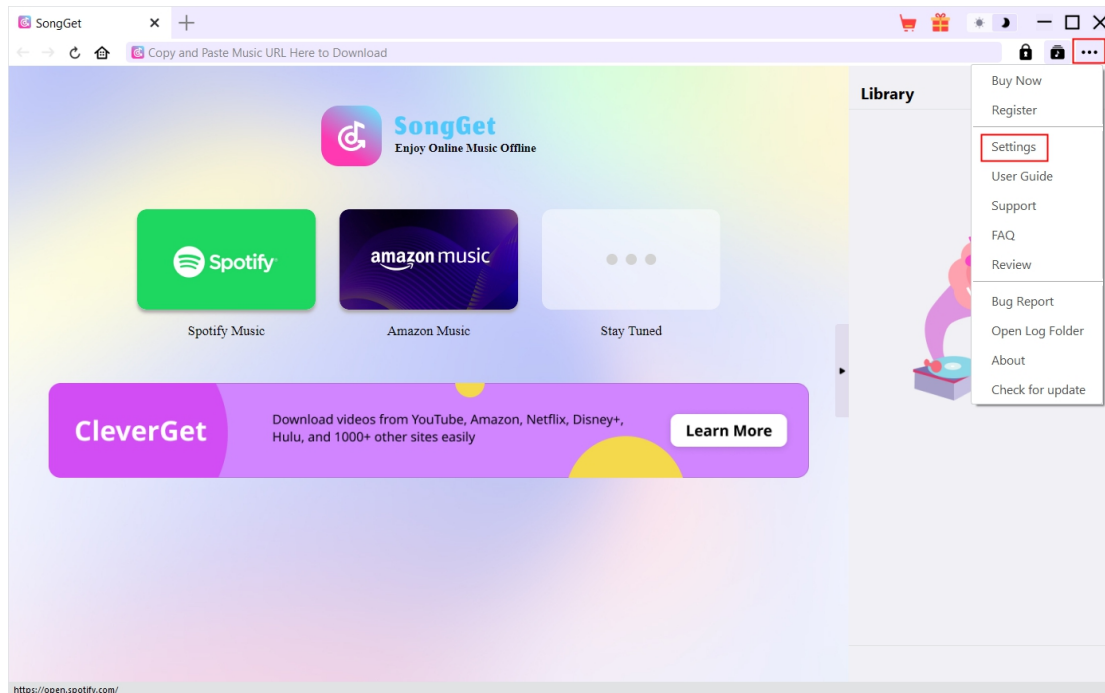 SongGet
Copy and Paste Music URL Here to Download
SongGet
Enjoy Online Music Offline
Spotify
amazon music
Spotify Music
Amazon Music
Stay Tuned
CleverGet
Download videos from YouTube, Amazon, Netflix, Disney+,
Hulu, and 1000+ other sites easily
Learn More
Library
Buy Now
Register
Settings
User Guide
Support
FAQ
Review
Bug Report
Open Log Folder
About
Check for update
https://open.spotify.com/